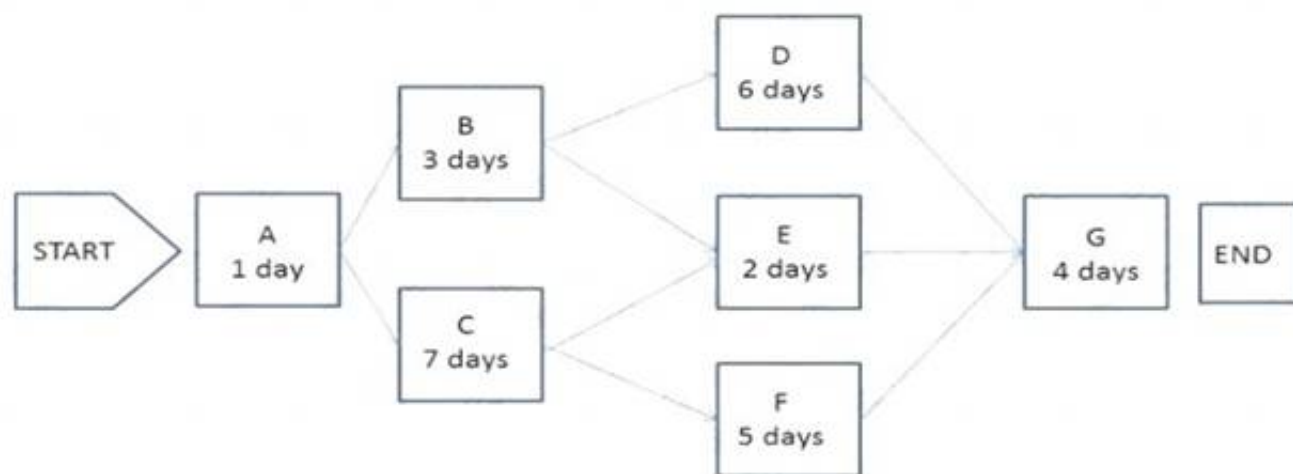 START
A
1 day
B
3 days
C
7 days
D
6 days
E
2 days
F
5 days
G
4 days
END